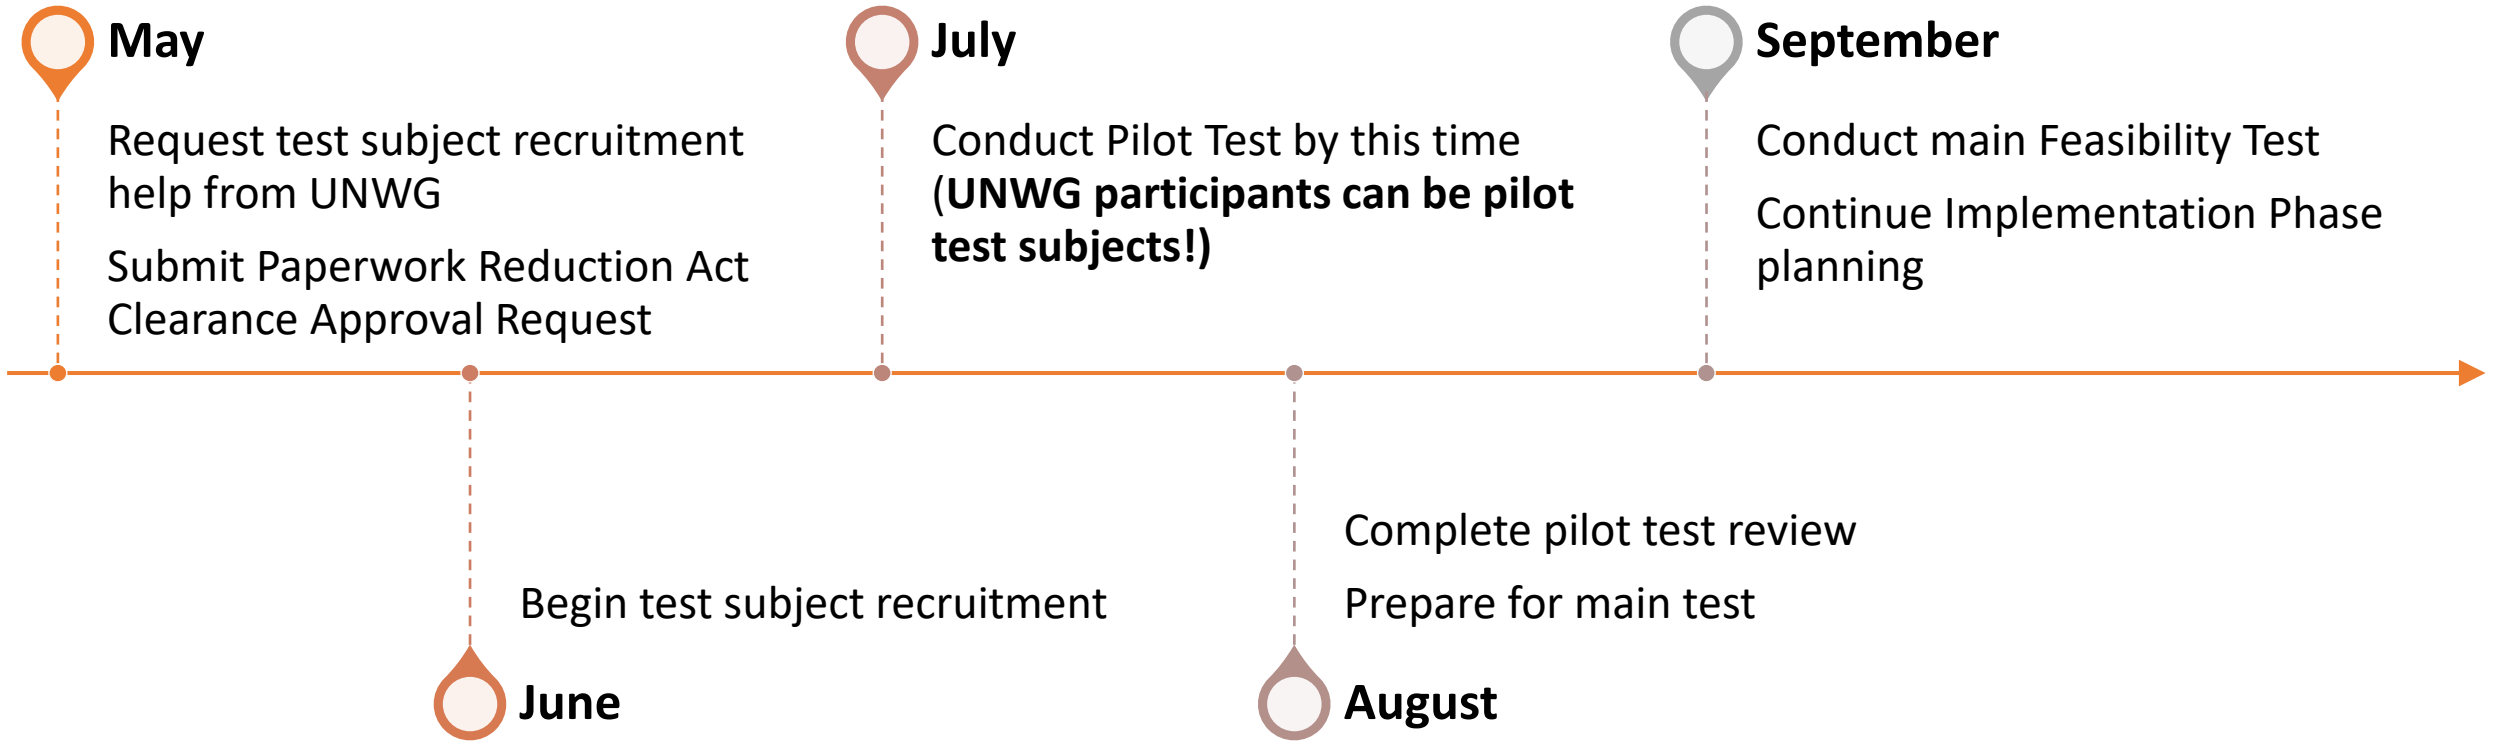 May
Request test subject recruitment
help from UNWG
Submit Paperwork Reduction Act
Clearance Approval Request
June
Begin test subject recruitment
July
Conduct Pilot Test by this time
(UNWG participants can be pilot
test subjects!)
August
Complete pilot test review
Prepare for main test
September
Conduct main Feasibility Test
Continue Implementation Phase
planning